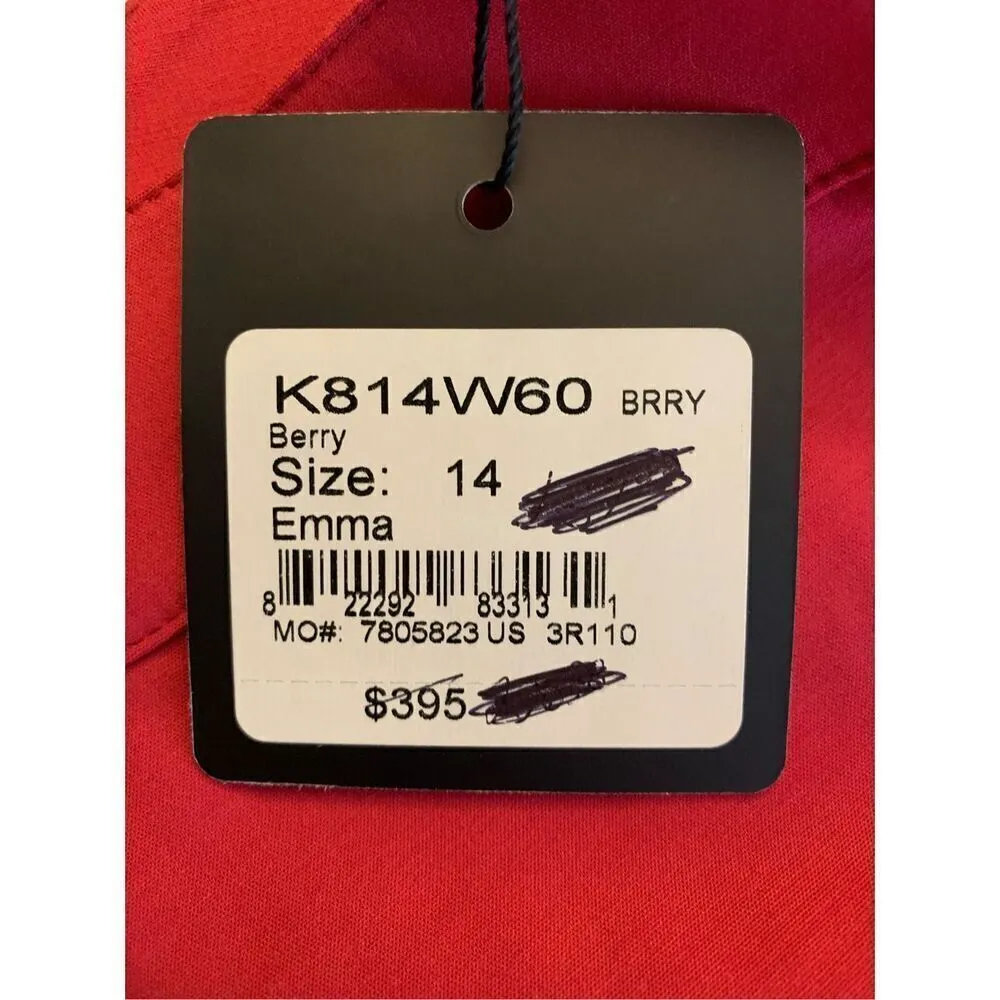 K814W60 BRRY
Berry
Size: 14
Emma
8 22292 83313 1
MO#: 7805823 US 3R110
$395